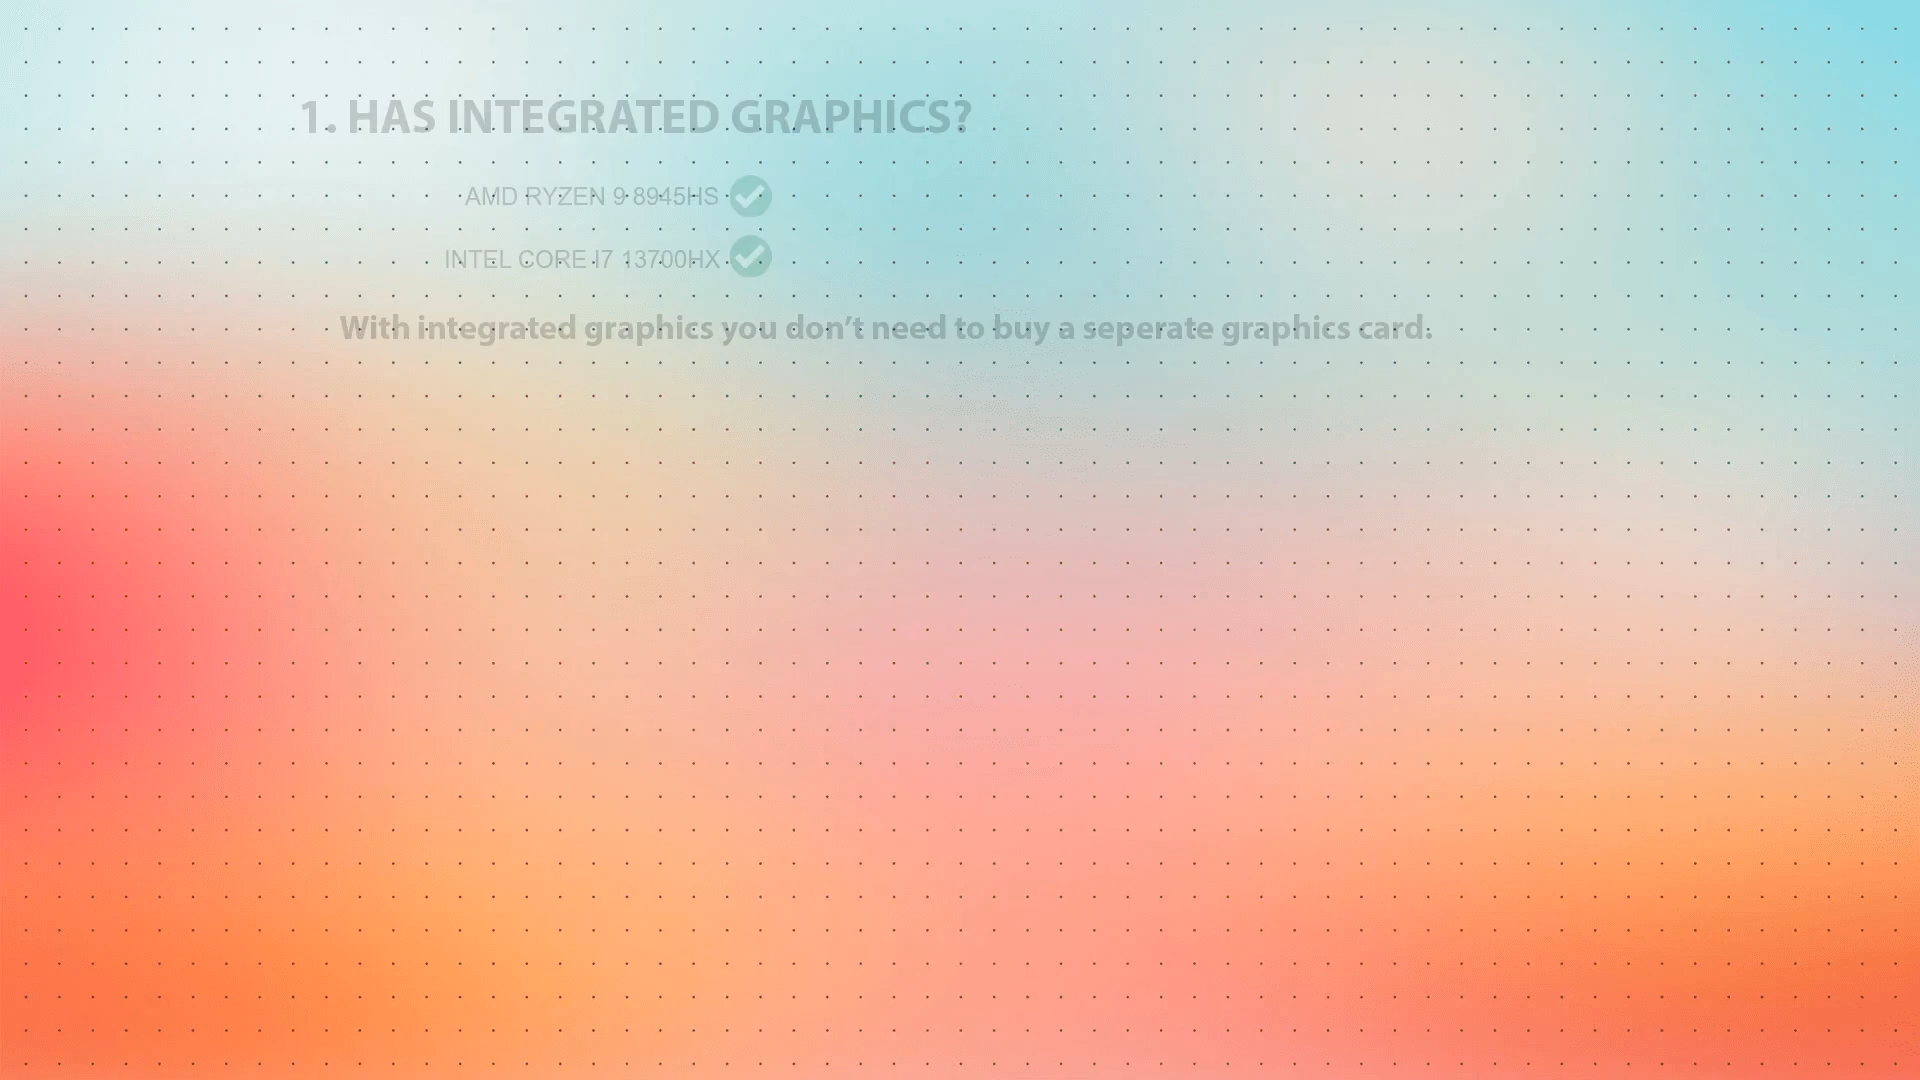 1. HAS INTEGRATED GRAPHICS?
AMD RYZEN 9 8945HS
INTEL CORE I7 13700HX
With integrated graphics you don’t need to buy a seperate graphics card.